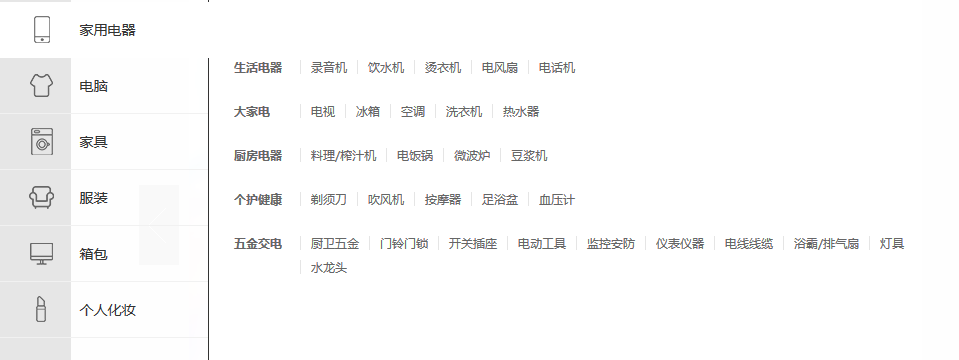 家用电器
电脑
家具
服装
箱包
个人化妆
生活电器 录音机 饮水机 烫衣机 电风扇 电话机
大家电 电视 冰箱 空调 洗衣机 热水器
厨房电器 料理/榨汁机 电饭锅 微波炉 豆浆机
个护健康 剃须刀 吹风机 按摩器 足浴盆 血压计
五金交电 厨卫五金 门铃门锁 开关插座 电动工具 监控安防 仪表仪器 电线线缆 浴霸/排气扇 灯具
水龙头